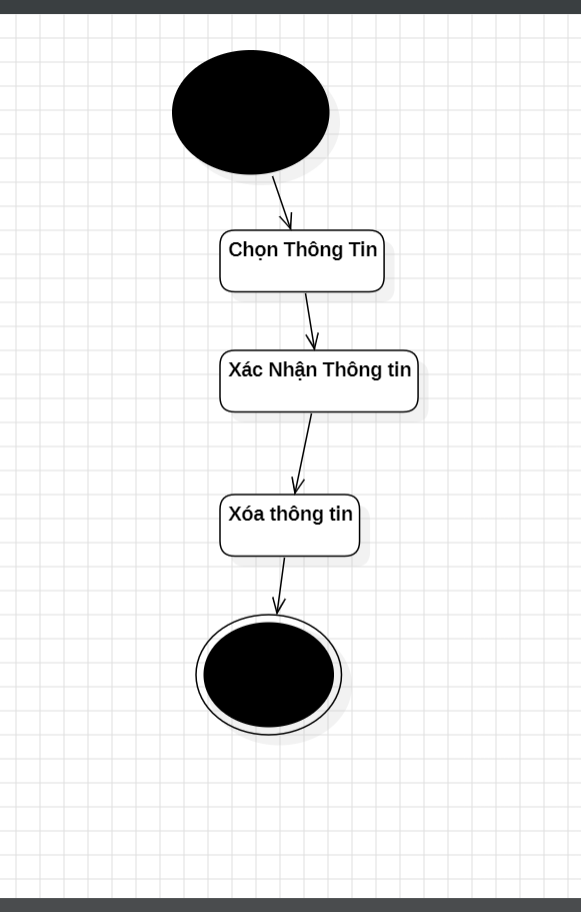 Chọn Thông Tin
Xác Nhận Thông tin
Xóa thông tin